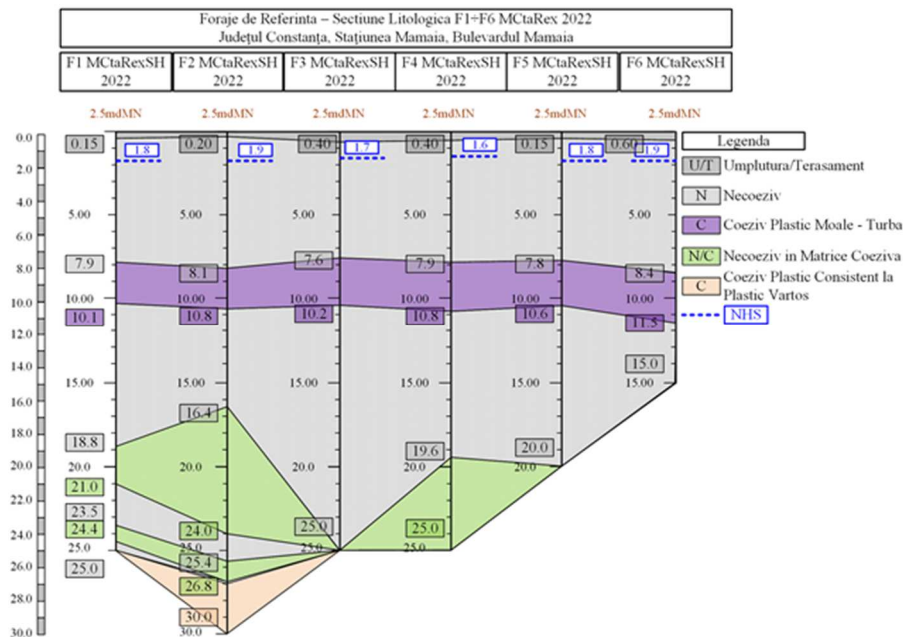 Foraje de Referinta – Sectiune Litologica F1÷F6 MCtaRex 2022
Județul Constanța, Stațiunea Mamaia, Bulevardul Mamaia
F1 MCtaRexSH 2022
F2 MCtaRexSH 2022
F3 MCtaRexSH 2022
F4 MCtaRexSH 2022
F5 MCtaRexSH 2022
F6 MCtaRexSH 2022
2.5mdMN 2.5mdMN 2.5mdMN 2.5mdMN 2.5mdMN 2.5mdMN
0.0
2.0
4.0
6.0
8.0
10.0
12.0
14.0
16.0
18.0
20.0
22.0
24.0
26.0
28.0
30.0
0.15 0.20 0.40 0.40 0.15 0.60
1.8 1.9 1.7 1.6 1.8 1.9
5.00 5.00 5.00 5.00 5.00 5.00
7.9 8.1 7.6 7.9 7.8 8.4
10.00 10.00 10.00 10.00 10.00 10.00
10.1 10.8 10.2 10.8 10.6 11.5
15.0
15.00 15.00 15.00 15.00 15.00 15.00
16.4
18.8 19.6 20.0
20.0 20.0 20.0 20.0 20.0
21.0
23.5
24.4 24.0 25.0 25.0
25.0 25.0 25.0 25.0
25.0 25.4
26.8
30.0
30.0
Legenda
U/T Umplutura/Terasament
N Necoeziv
C Coeziv Plastic Moale - Turba
N/C Necoeziv in Matrice Coeziva
C Coeziv Plastic Consistent la
Plastic Vartos
NHS